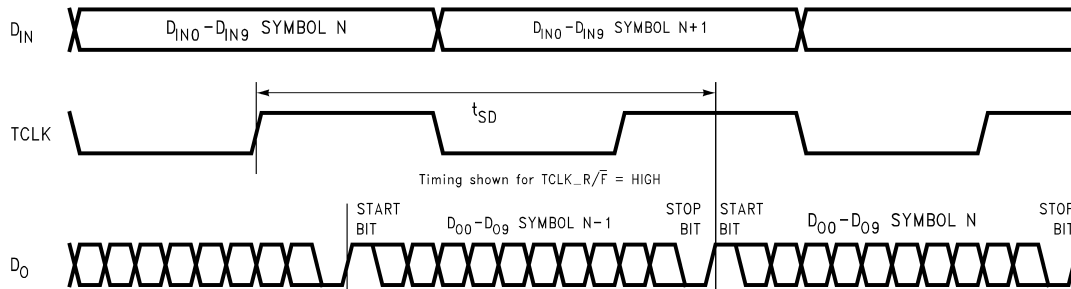 D_IN
D_IN0–D_IN9 SYMBOL N
D_IN0–D_IN9 SYMBOL N+1
t_SD
TCLK
Timing shown for TCLK_R/F̅ = HIGH
START BIT
D_O0–D_O9 SYMBOL N-1
STOP BIT
START BIT
D_O0–D_O9 SYMBOL N
STOP BIT
D_O